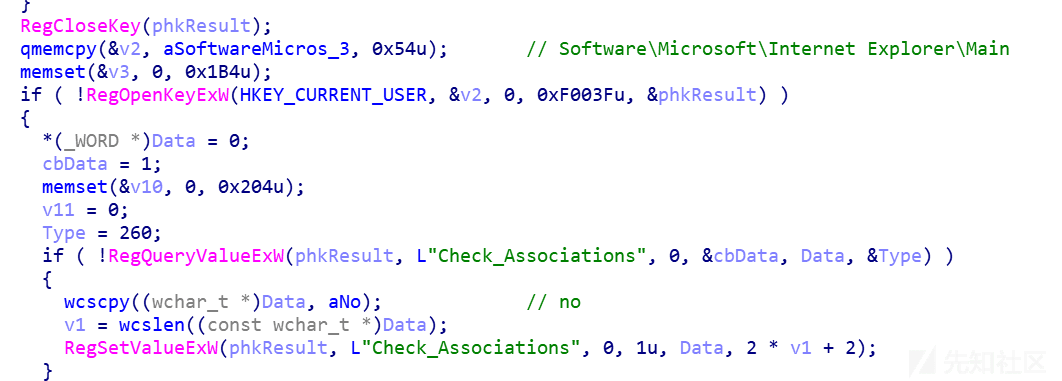 }
RegCloseKey(phkResult);
qmemcpy(&v2, aSoftwareMicros_3, 0x54u);       // Software\Microsoft\Internet Explorer\Main
memset(&v3, 0, 0x1B4u);
if ( !RegOpenKeyExW(HKEY_CURRENT_USER, &v2, 0, 0xF003Fu, &phkResult) )
{
  *(_WORD *)Data = 0;
  cbData = 1;
  memset(&v10, 0, 0x204u);
  v11 = 0;
  Type = 260;
  if ( !RegQueryValueExW(phkResult, L"Check_Associations", 0, &cbData, Data, &Type) )
  {
    wcscpy((wchar_t *)Data, aNo);             // no
    v1 = wcslen((const wchar_t *)Data);
    RegSetValueExW(phkResult, L"Check_Associations", 0, 1u, Data, 2 * v1 + 2);
  }
先知社区